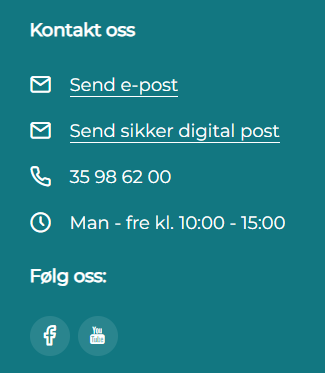 Kontakt oss
Send e-post
Send sikker digital post
35 98 62 00
Man - fre kl. 10:00 - 15:00
Følg oss:
You
Tube